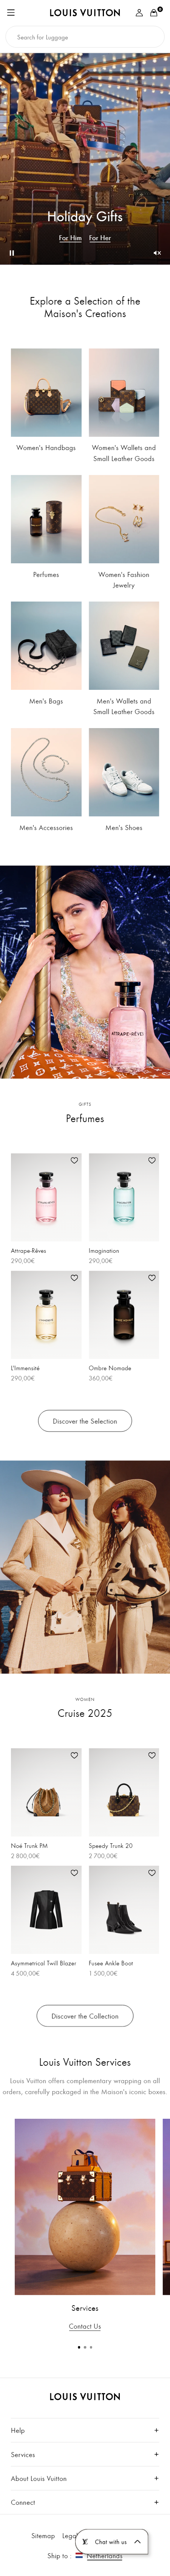 LOUIS VUITTON
0
Search for Luggage
Holiday Gifts
For Him For Her
Explore a Selection of the
Maison's Creations
Women's Handbags
Women's Wallets and
Small Leather Goods
Perfumes
Women's Fashion
Jewelry
Men's Bags
Men's Wallets and
Small Leather Goods
Men's Accessories
Men's Shoes
ATTRAPE-RÊVES
GIFTS
Perfumes
Attrape-Rêves
290,00€
Imagination
290,00€
L'Immensité
290,00€
Ombre Nomade
360,00€
Discover the Selection
WOMEN
Cruise 2025
Noé Trunk PM
2 800,00€
Speedy Trunk 20
2 700,00€
Asymmetrical Twill Blazer
4 500,00€
Fusee Ankle Boot
1 500,00€
Discover the Collection
Louis Vuitton Services
Louis Vuitton offers complementary wrapping on all
orders, carefully packaged in the Maison's iconic boxes.
Services
Contact Us
LOUIS VUITTON
Help
Services
About Louis Vuitton
Connect
Sitemap
Chat with us
Ship to
Netherlands